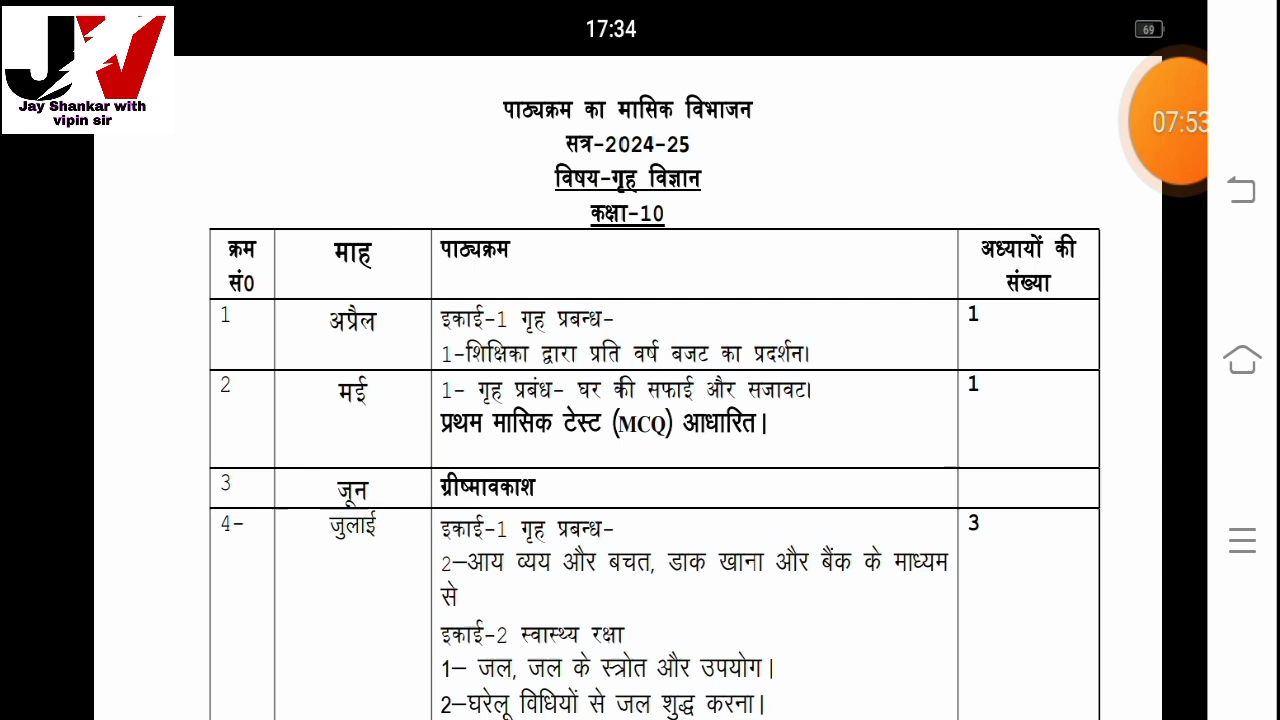 17:34
69
Jay Shankar with
vipin sir
07:53
पाठ्यक्रम का मासिक विभाजन
सत्र-2024-25
विषय-गृह विज्ञान
कक्षा-10
क्रम सं0 माह पाठ्यक्रम अध्यायों की संख्या
1 अप्रैल इकाई-1 गृह प्रबन्ध- 1
1-शिक्षिका द्वारा प्रति वर्ष बजट का प्रदर्शन।
2 मई 1- गृह प्रबंध- घर की सफाई और सजावट। 1
प्रथम मासिक टेस्ट (MCQ) आधारित।
3 जून ग्रीष्मावकाश
4- जुलाई इकाई-1 गृह प्रबन्ध- 3
2–आय व्यय और बचत, डाक खाना और बैंक के माध्यम
से
इकाई-2 स्वास्थ्य रक्षा
1– जल, जल के स्त्रोत और उपयोग।
2–घरेलू विधियों से जल शुद्ध करना।